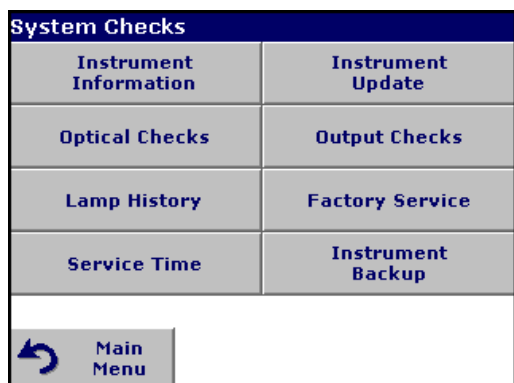 System Checks
Instrument
Information
Instrument
Update
Optical Checks
Output Checks
Lamp History
Factory Service
Service Time
Instrument
Backup
Main
Menu